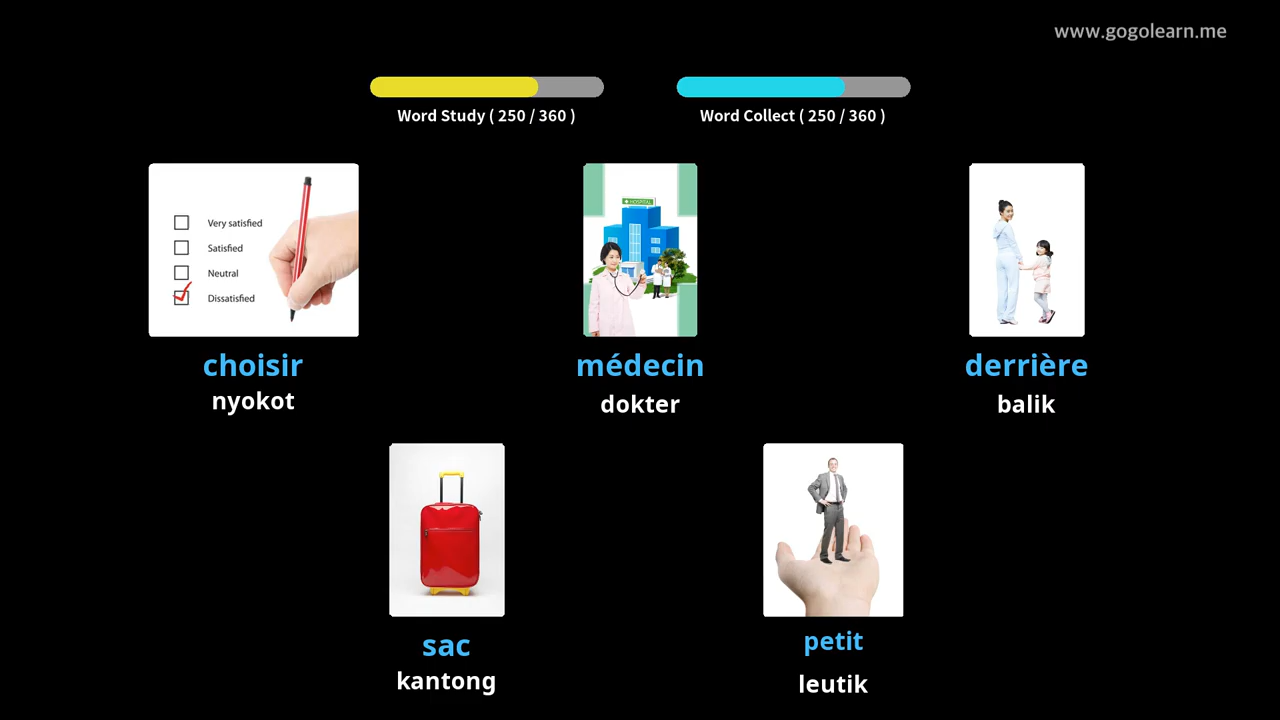 www.gogolearn.me
Word Study ( 250 / 360 )
Word Collect ( 250 / 360 )
Very satisfied
Satisfied
Neutral
Dissatisfied
HOSPITAL
choisir
nyokot
médecin
dokter
derrière
balik
sac
kantong
petit
leutik